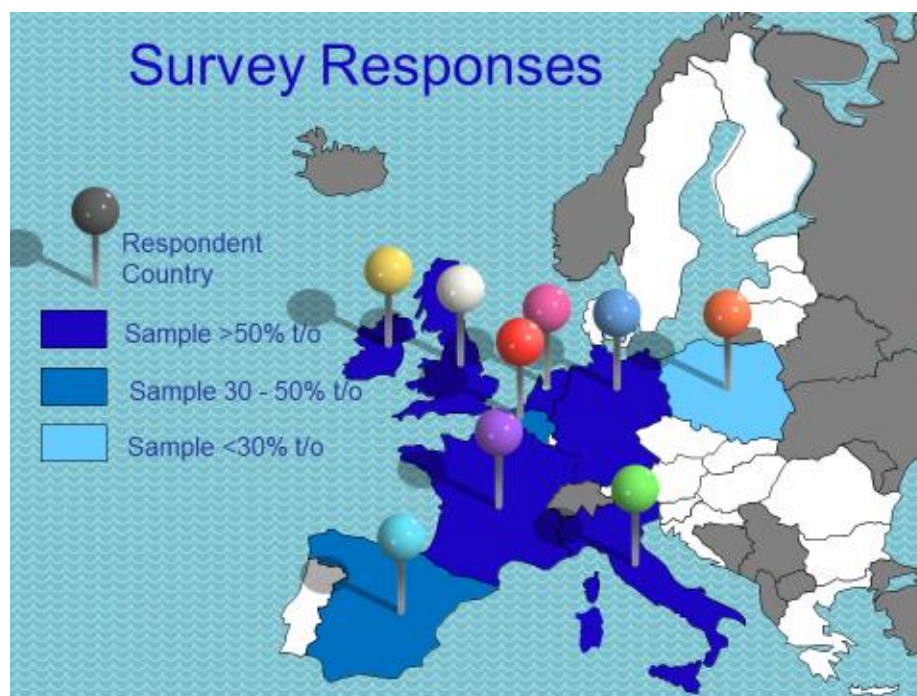 Survey Responses
Respondent
Country
Sample >50% t/o
Sample 30 - 50% t/o
Sample <30% t/o